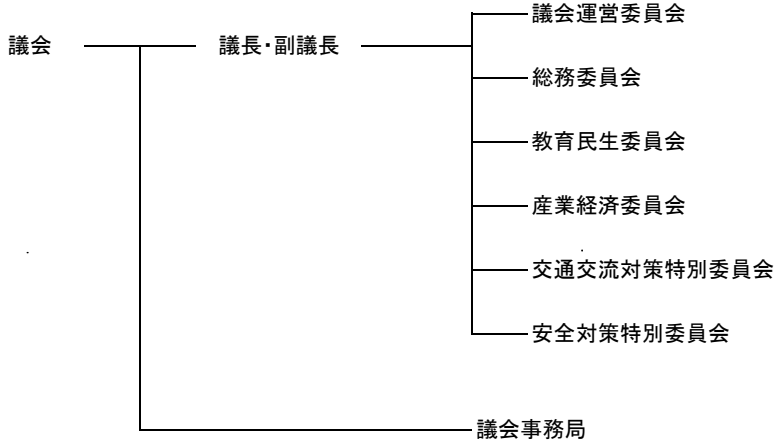 議会運営委員会
議会
議長・副議長
総務委員会
教育民生委員会
産業経済委員会
交通交流対策特別委員会
安全対策特別委員会
議会事務局